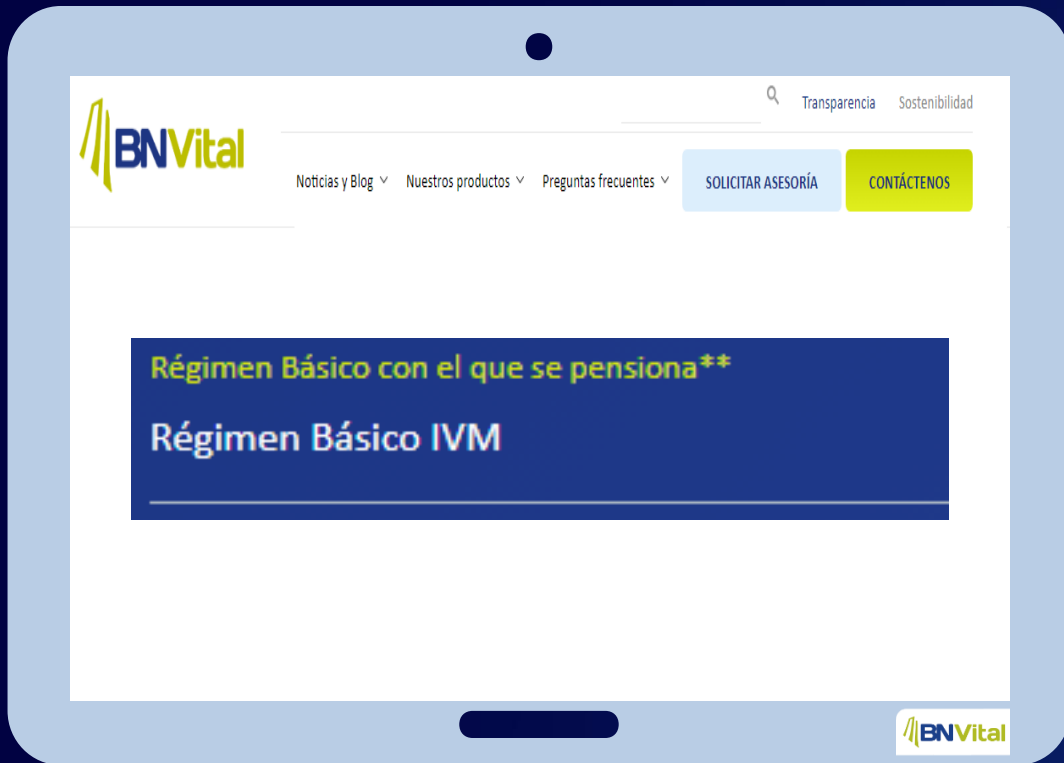 Transparencia Sostenibilidad
BNVital
Noticias y Blog Nuestros productos Preguntas frecuentes SOLICITAR ASESORÍA CONTÁCTENOS
Régimen Básico con el que se pensiona**
Régimen Básico IVM
BNVital